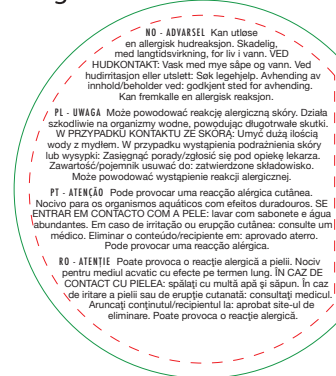 NO - ADVARSEL Kan utløse
en allergisk hudreaksjon. Skadelig,
med langtidsvirkning, for liv i vann. VED
HUDKONTAKT: Vask med mye såpe og vann. Ved
hudirritasjon eller utslett: Søk legehjelp. Avhending av
innhold/beholder ved: godkjent sted for avhending.
Kan fremkalle en allergisk reaksjon.
PL - UWAGA Może powodować reakcję alergiczną skóry. Działa
szkodliwie na organizmy wodne, powodując długotrwałe skutki.
W PRZYPADKU KONTAKTU ZE SKÓRĄ: Umyć dużą ilością
wody z mydłem. W przypadku wystąpienia podrażnienia skóry
lub wysypki: Zasięgnąć porady/zgłosić się pod opiekę lekarza.
Zawartość/pojemnik usuwać do: zatwierdzone składowisko.
Może powodować wystąpienie reakcji alergicznej.
PT - ATENÇÃO Pode provocar uma reacção alérgica cutânea.
Nocivo para os organismos aquáticos com efeitos duradouros. SE
ENTRAR EM CONTACTO COM A PELE: lavar com sabonete e água
abundantes. Em caso de irritação ou erupção cutânea: consulte um
médico. Eliminar o conteúdo/recipiente em: aprovado aterro.
Pode provocar uma reacção alérgica.
RO - ATENȚIE Poate provoca o reacție alergică a pielii. Nociv
pentru mediul acvatic cu efecte pe termen lung. ÎN CAZ DE
CONTACT CU PIELEA: spălați cu multă apă și săpun. În caz
de iritare a pielii sau de erupție cutanată: consultați medicul.
Aruncați conținutul/recipientul la: aprobat site-ul de
eliminare. Poate provoca o reacție alergică.